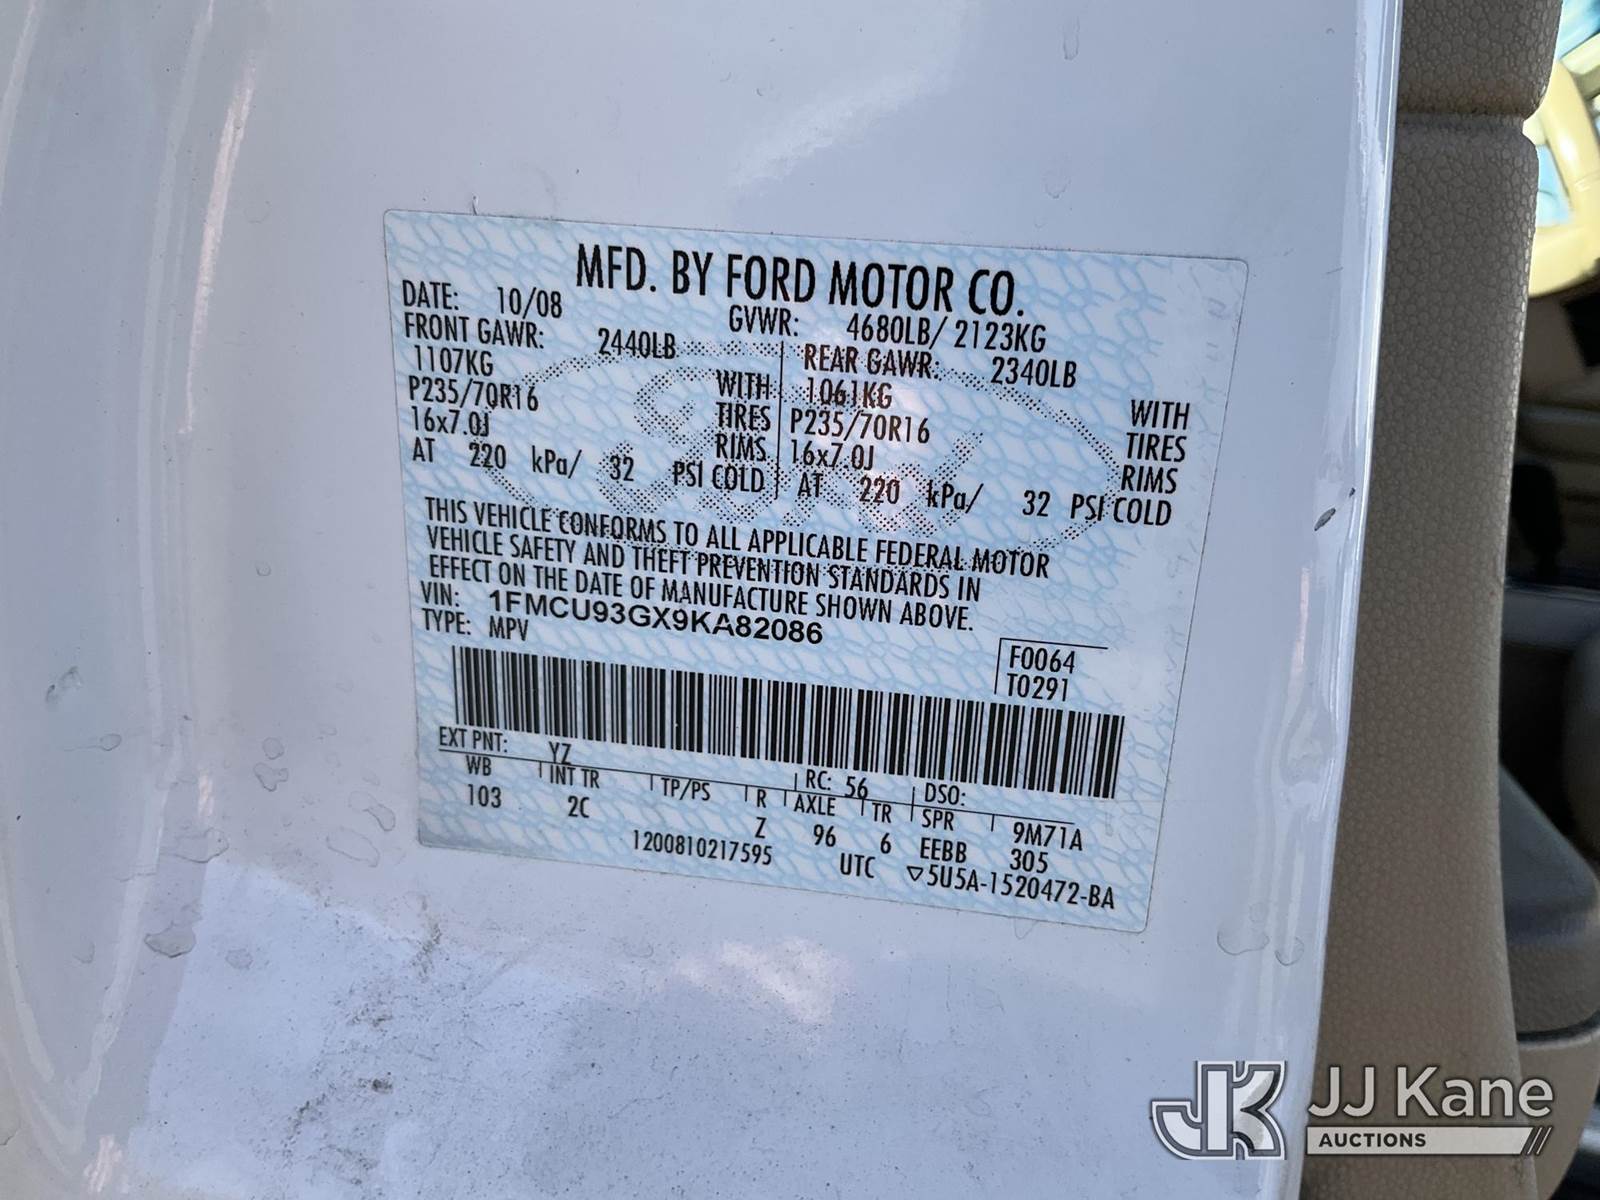 MFD. BY FORD MOTOR CO.
DATE: 10/08 GVWR: 4680LB/ 2123KG
FRONT GAWR: 2440LB REAR GAWR: 2340LB
1107KG WITH 1061KG WITH
P235/70R16 TIRES P235/70R16 TIRES
16x7.0J RIMS 16x7.0J RIMS
AT 220 kPa/ 32 PSI COLD AT 220 kPa/ 32 PSI COLD
THIS VEHICLE CONFORMS TO ALL APPLICABLE FEDERAL MOTOR
VEHICLE SAFETY AND THEFT PREVENTION STANDARDS IN
EFFECT ON THE DATE OF MANUFACTURE SHOWN ABOVE.
VIN: 1FMCU93GX9KA82086
TYPE: MPV
F0064
T0291
EXT PNT: YZ RC: 56 DSO:
WB INT TR TP/PS R AXLE TR SPR 9M71A
103 2C Z 96 6 EEBB 305
1200810217595 UTC ▽5U5A-1520472-BA
JK JJ Kane
AUCTIONS